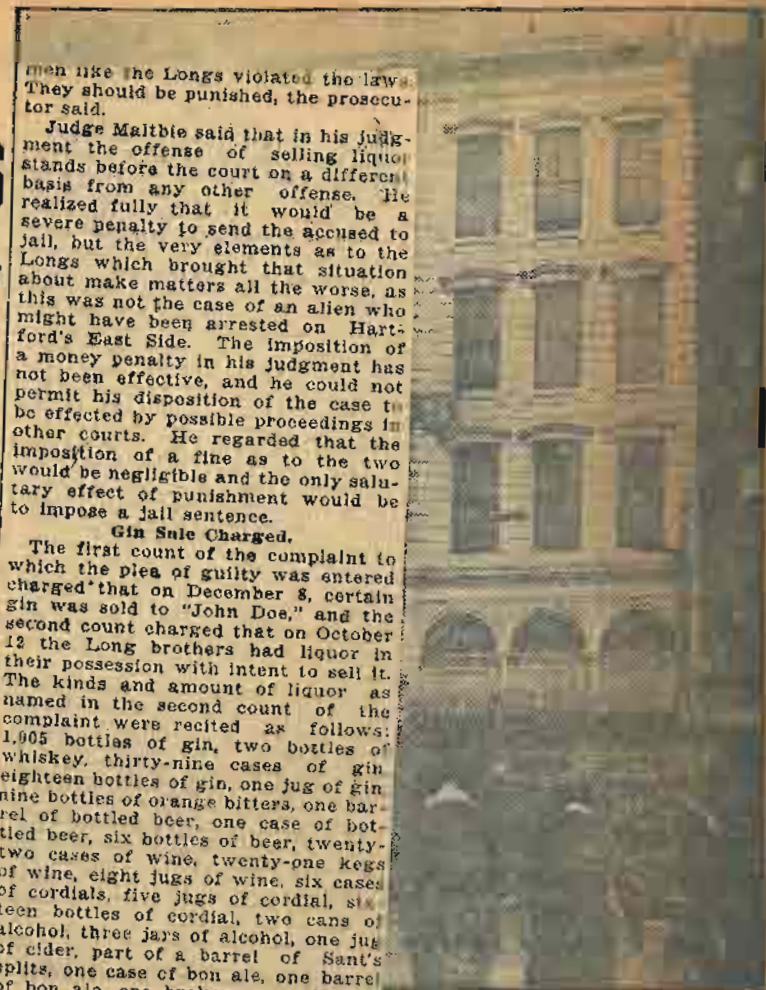 men like the Longs violated the laws.
They should be punished, the prosecu-
tor said.
Judge Maltbie said that in his judg-
ment the offense of selling liquor
stands before the court on a different
basis from any other offense. He
realized fully that it would be a
severe penalty to send the accused to
jail, but the very elements as to the
Longs which brought that situation
about make matters all the worse, as
this was not the case of an alien who
might have been arrested on Hart-
ford's East Side. The imposition of
a money penalty in his judgment has
not been effective, and he could not
permit his disposition of the case to
be effected by possible proceedings in
other courts. He regarded that the
imposition of a fine as to the two
would be negligible and the only salu-
tary effect of punishment would be
to impose a jail sentence.
Gin Sale Charged.
The first count of the complaint to
which the plea of guilty was entered
charged that on December 8, certain
gin was sold to "John Doe," and the
second count charged that on October
12 the Long brothers had liquor in
their possession with intent to sell it.
The kinds and amount of liquor as
named in the second count of the
complaint were recited as follows:
1,005 bottles of gin, two bottles of
whiskey, thirty-nine cases of gin
eighteen bottles of gin, one jug of gin
nine bottles of orange bitters, one bar-
rel of bottled beer, one case of bot-
tled beer, six bottles of beer, twenty-
two cases of wine, twenty-one kegs
of wine, eight jugs of wine, six cases
of cordials, five jugs of cordial, six-
teen bottles of cordial, two cans of
alcohol, three jars of alcohol, one jug
of cider, part of a barrel of Sant's
splits, one case of bon ale, one barrel
of bon ale, one